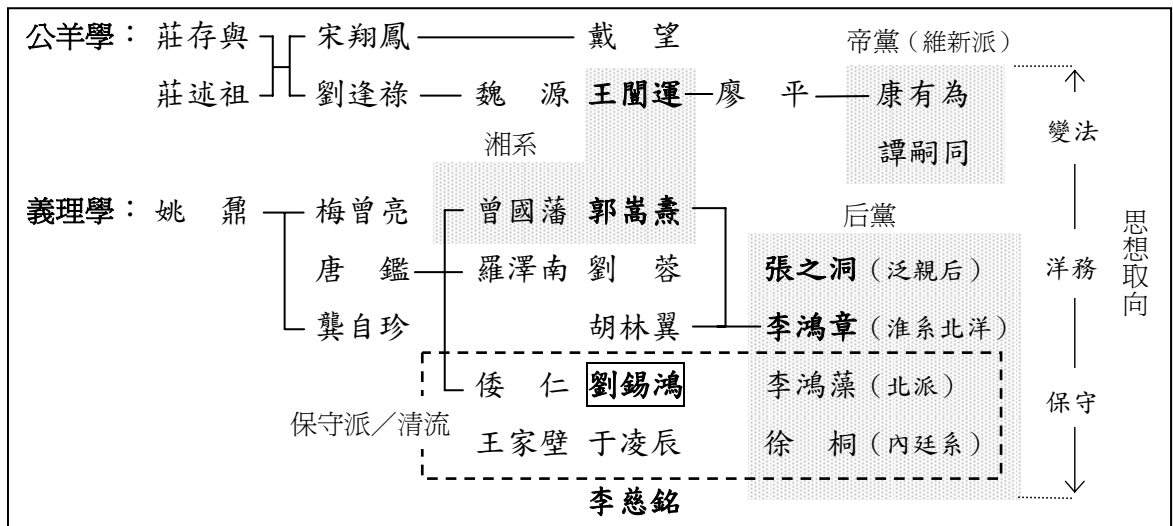 公羊學：莊存與 宋翔鳳 戴 望 帝黨（維新派）
莊述祖 劉逢祿 魏 源 王闓運 廖 平 康有為
湘系 變法
譚嗣同
義理學：姚 鼐 梅曾亮 曾國藩 郭嵩燾 后黨
唐 鑑 羅澤南 劉 蓉 張之洞（泛親后） 洋務
龔自珍 胡林翼 李鴻章（淮系北洋）
思想取向
倭 仁 劉錫鴻 李鴻藻（北派）
保守派／清流 保守
王家璧 于凌辰 徐 桐（內廷系）
李慈銘